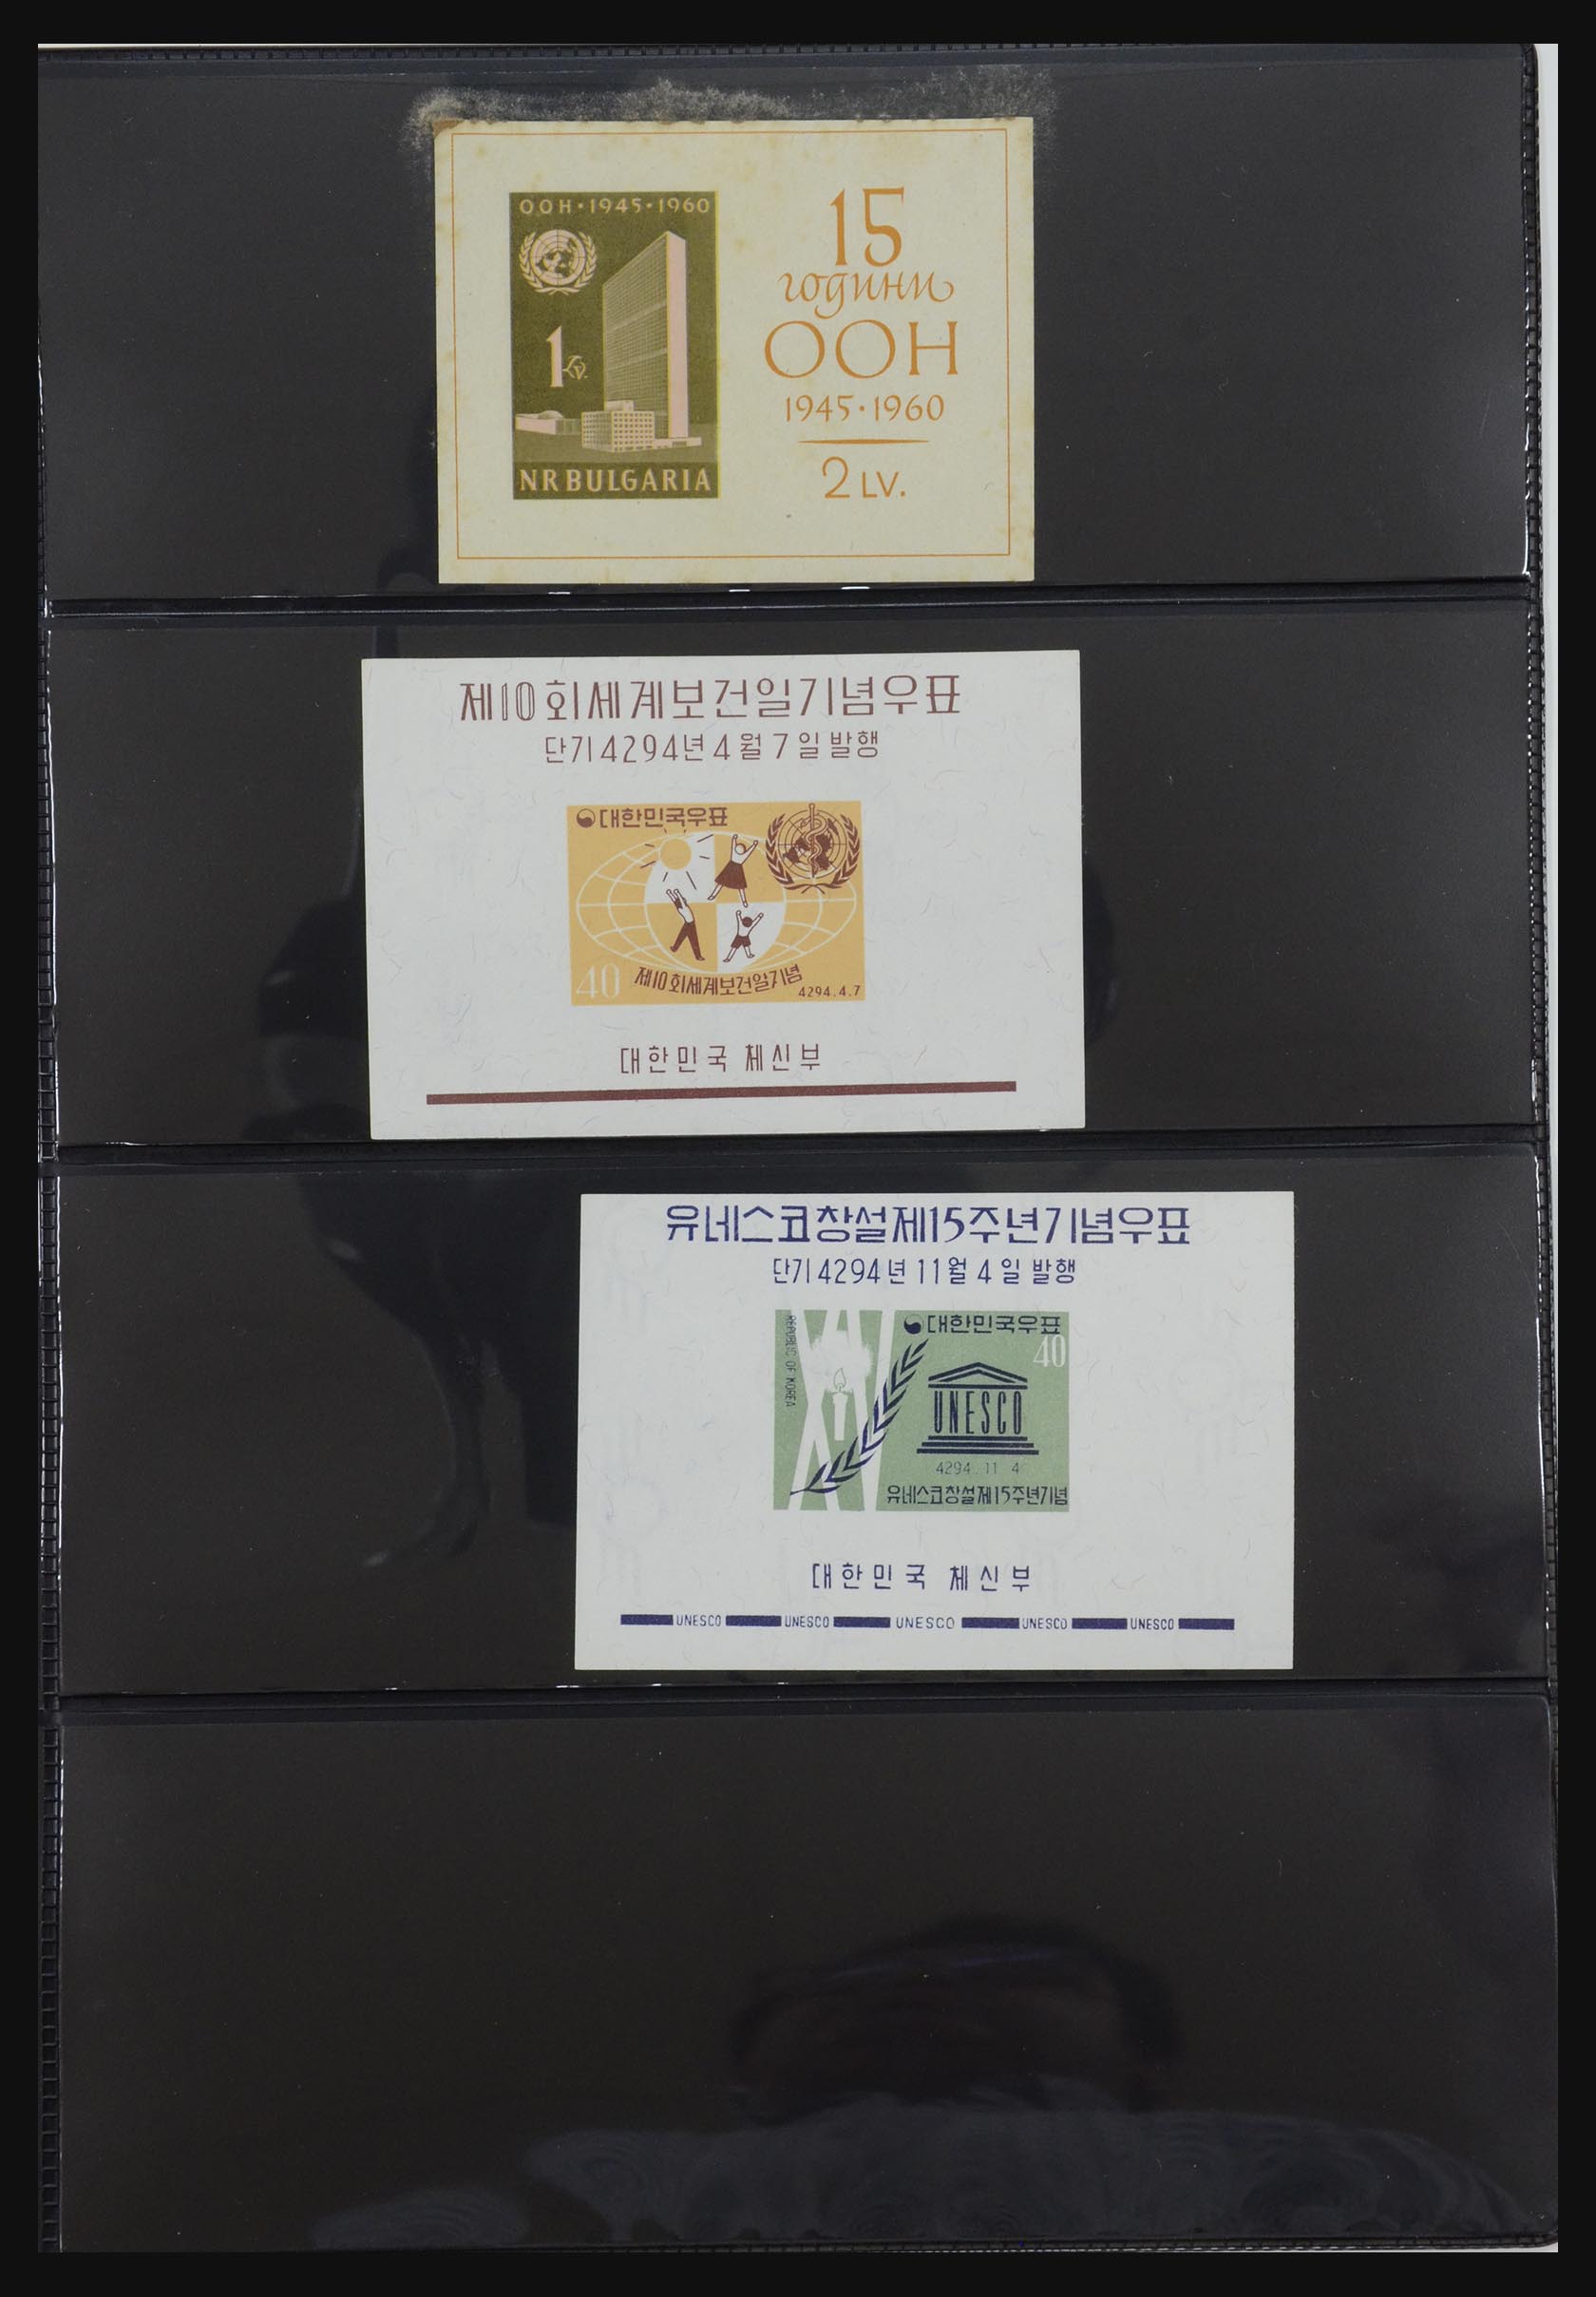 ООН·1945·1960
1 LV.
NRBULGARIA
15
години
ООН
1945·1960
2 LV.
제10회세계보건일기념우표
단기4294년4월7일발행
대한민국우표
40
제10회세계보건일기념
4294.4.7
대한민국 체신부
유네스코창설제15주년기념우표
단기4294년11월4일발행
REPUBLIC OF KOREA
대한민국우표
40
UNESCO
4294.11 4
유네스코창설제15주년기념
대한민국 체신부
UNESCO UNESCO UNESCO UNESCO UNESCO